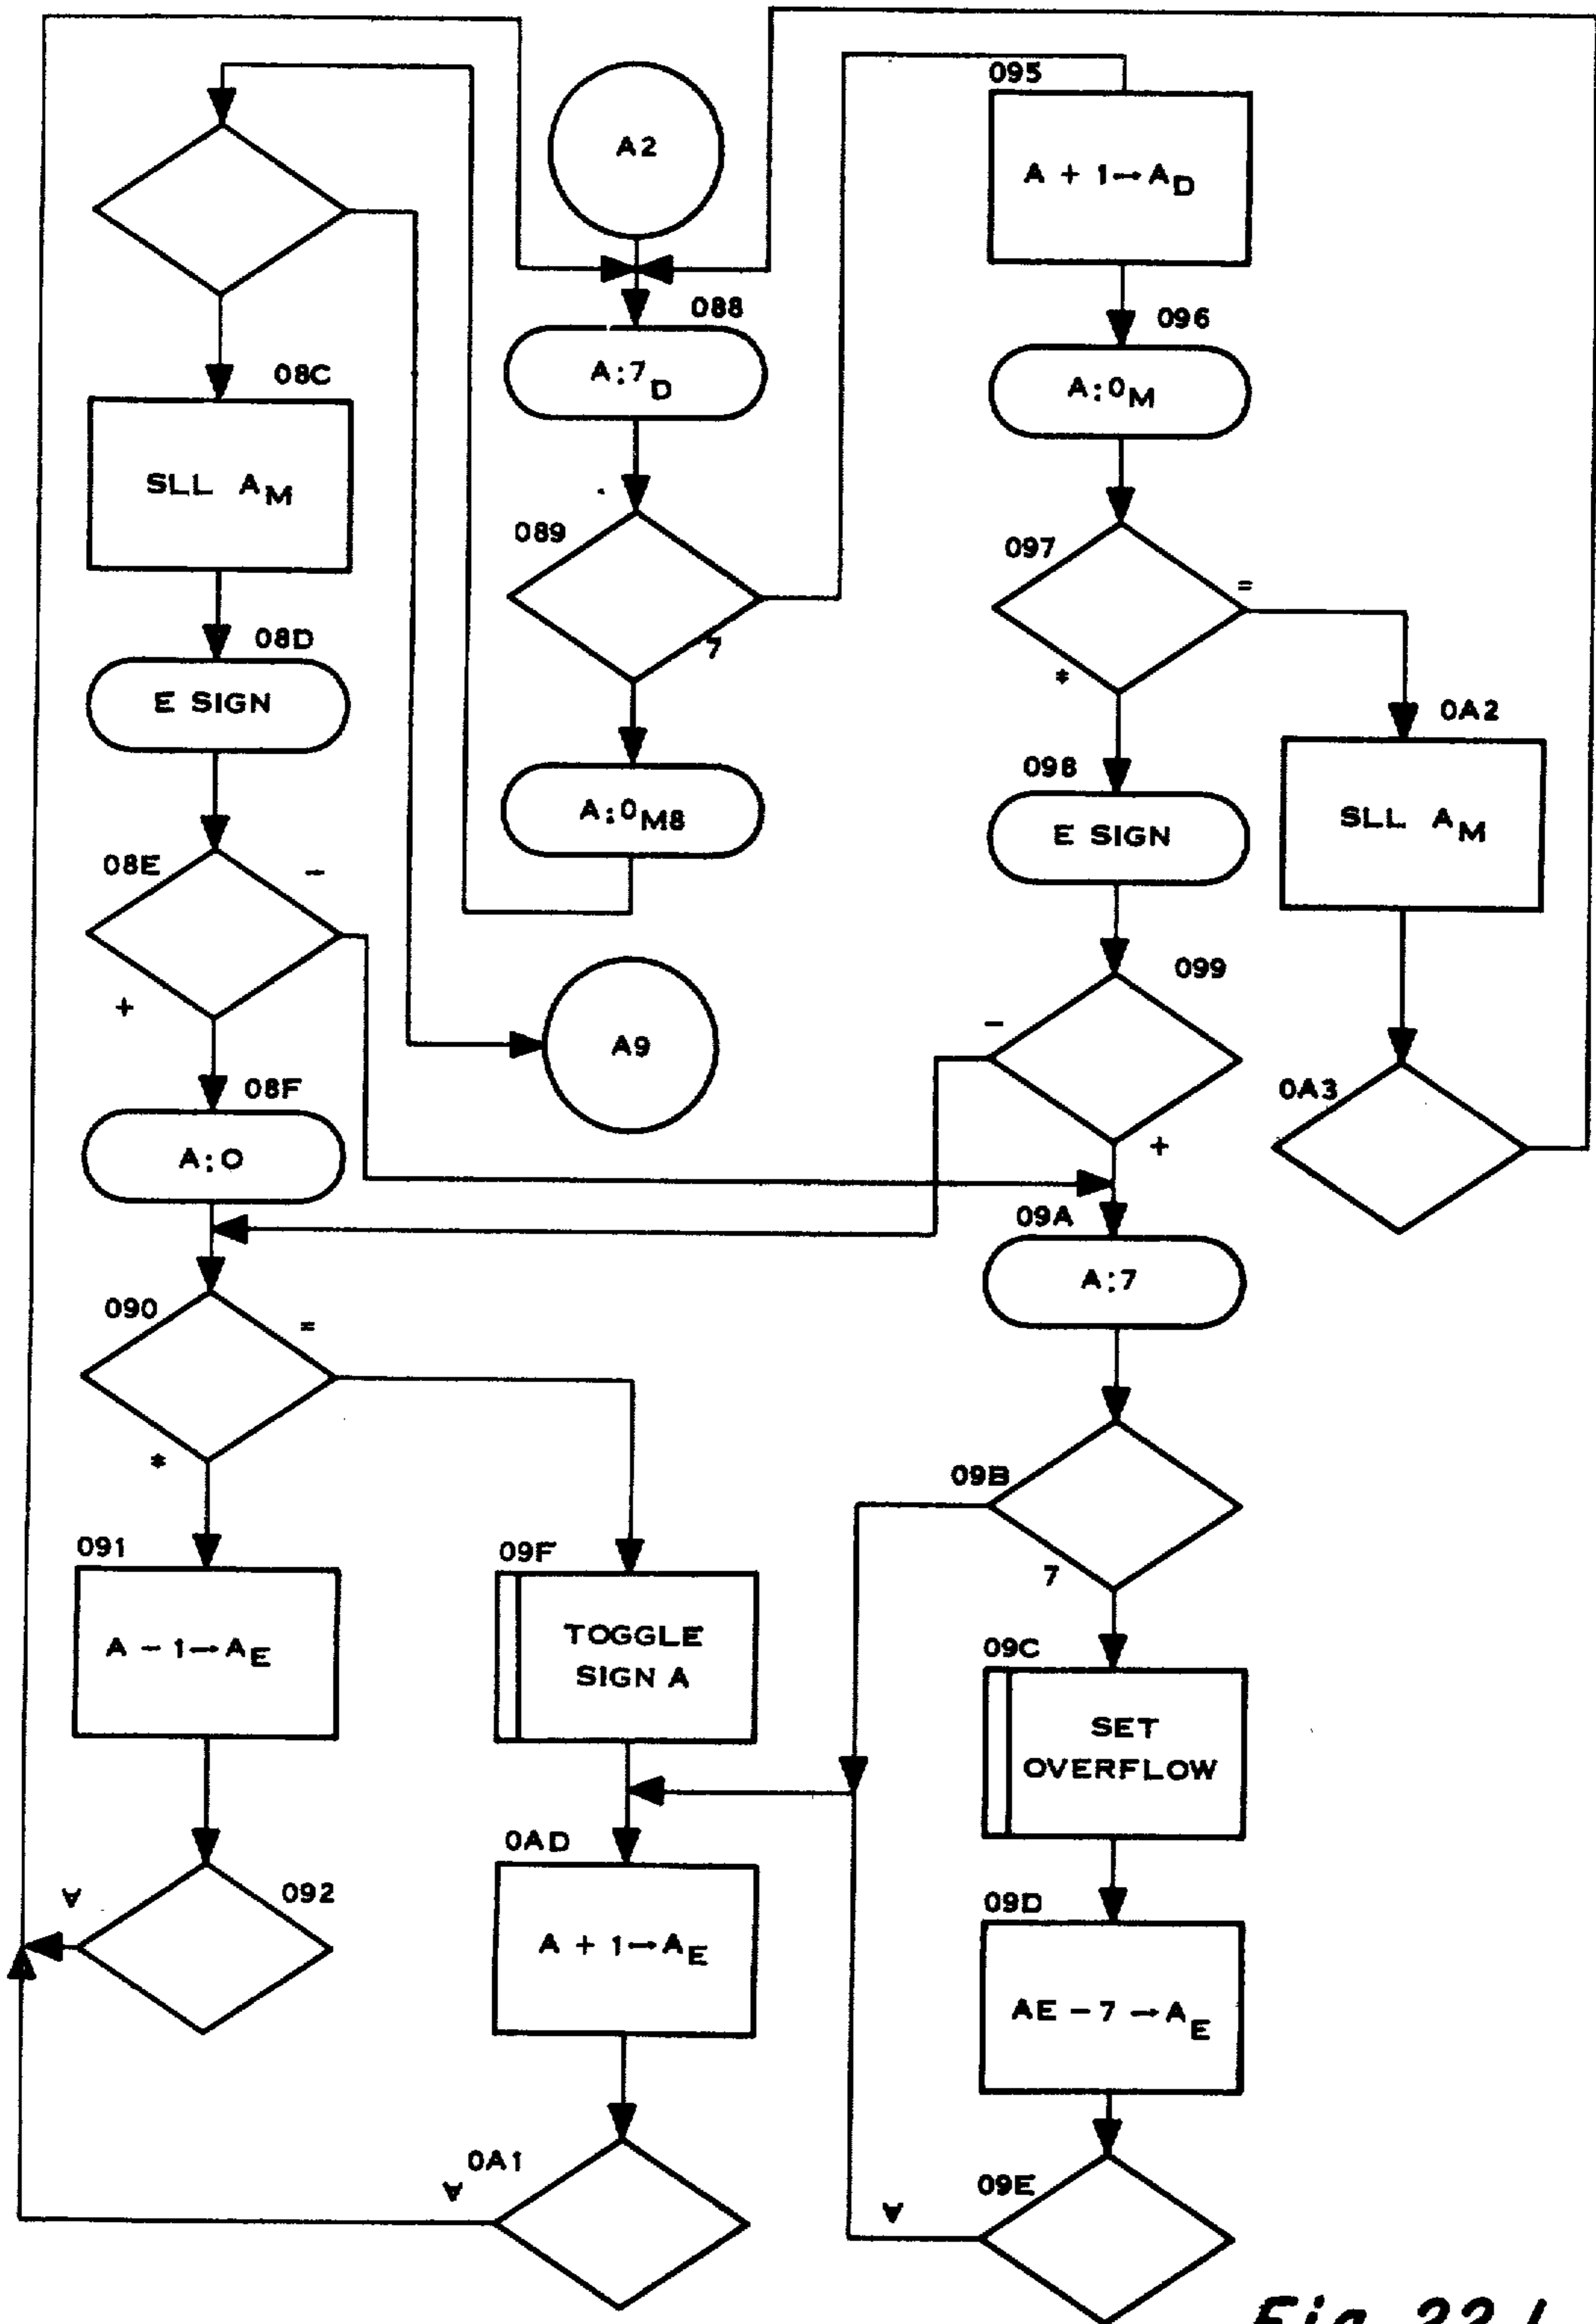 A2
088
A:7D
089
7
A:0M8
08C
SLL AM
08D
E SIGN
08E
-
+
08F
A:0
090
=
*
091
A - 1→AE
092
∀
A9
095
A + 1→AD
096
A:0M
097
=
*
098
E SIGN
099
-
+
09A
A:7
09B
7
09C
SET
OVERFLOW
09D
AE - 7 →AE
09E
∀
0A2
SLL AM
0A3
09F
TOGGLE
SIGN A
0AD
A + 1→AE
0A1
∀